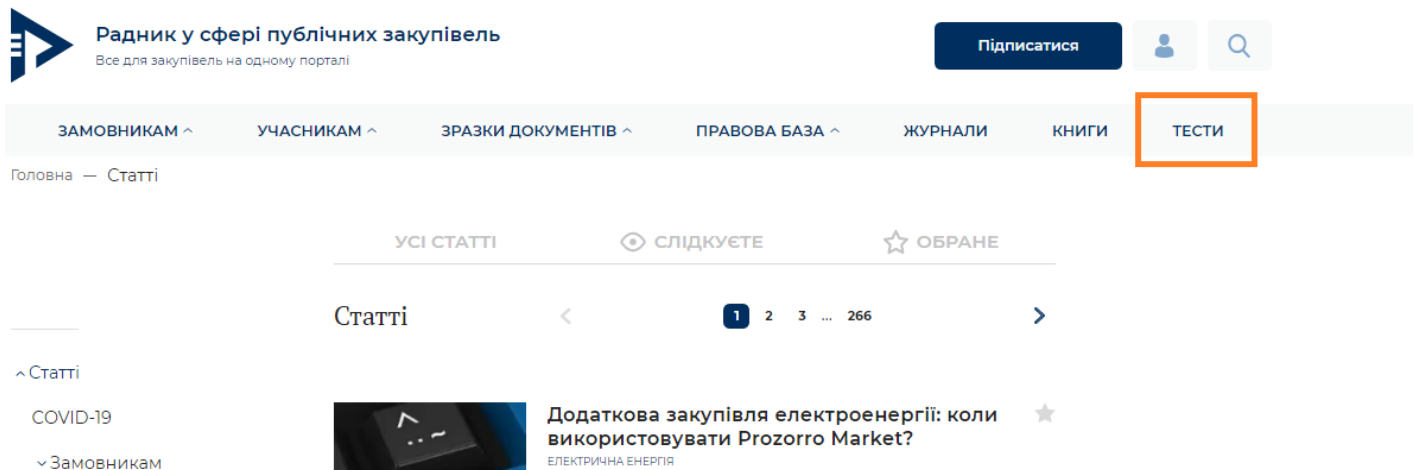 Радник у сфері публічних закупівель
Все для закупівель на одному порталі
Підписатися
ЗАМОВНИКАМ УЧАСНИКАМ ЗРАЗКИ ДОКУМЕНТІВ ПРАВОВА БАЗА ЖУРНАЛИ КНИГИ ТЕСТИ
Головна — Статті
УСІ СТАТТІ СЛІДКУЄТЕ ОБРАНЕ
Статті 1 2 3 ... 266
Статті
COVID-19
Замовникам
Додаткова закупівля електроенергії: коли
використовувати Prozorro Market?
ЕЛЕКТРИЧНА ЕНЕРГІЯ